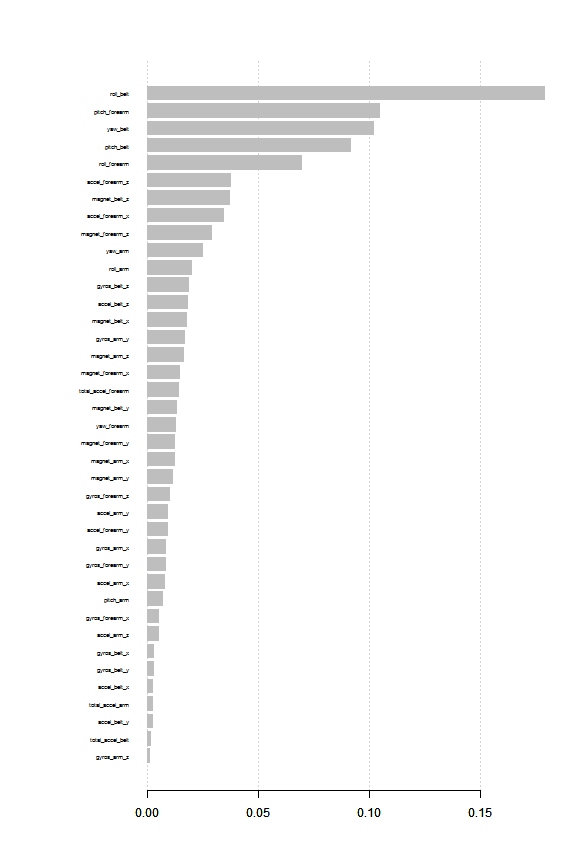 roll_belt
pitch_forearm
yaw_belt
pitch_belt
roll_forearm
accel_forearm_z
magnet_belt_z
accel_forearm_x
magnet_forearm_z
yaw_arm
roll_arm
gyros_belt_z
accel_belt_z
magnet_belt_x
gyros_arm_y
magnet_arm_z
magnet_forearm_x
total_accel_forearm
magnet_belt_y
yaw_forearm
magnet_forearm_y
magnet_arm_x
magnet_arm_y
gyros_forearm_z
accel_arm_y
accel_forearm_y
gyros_arm_x
gyros_forearm_y
accel_arm_x
pitch_arm
gyros_forearm_x
accel_arm_z
gyros_belt_x
gyros_belt_y
accel_belt_x
total_accel_arm
accel_belt_y
total_accel_belt
gyros_arm_z
0.00 0.05 0.10 0.15